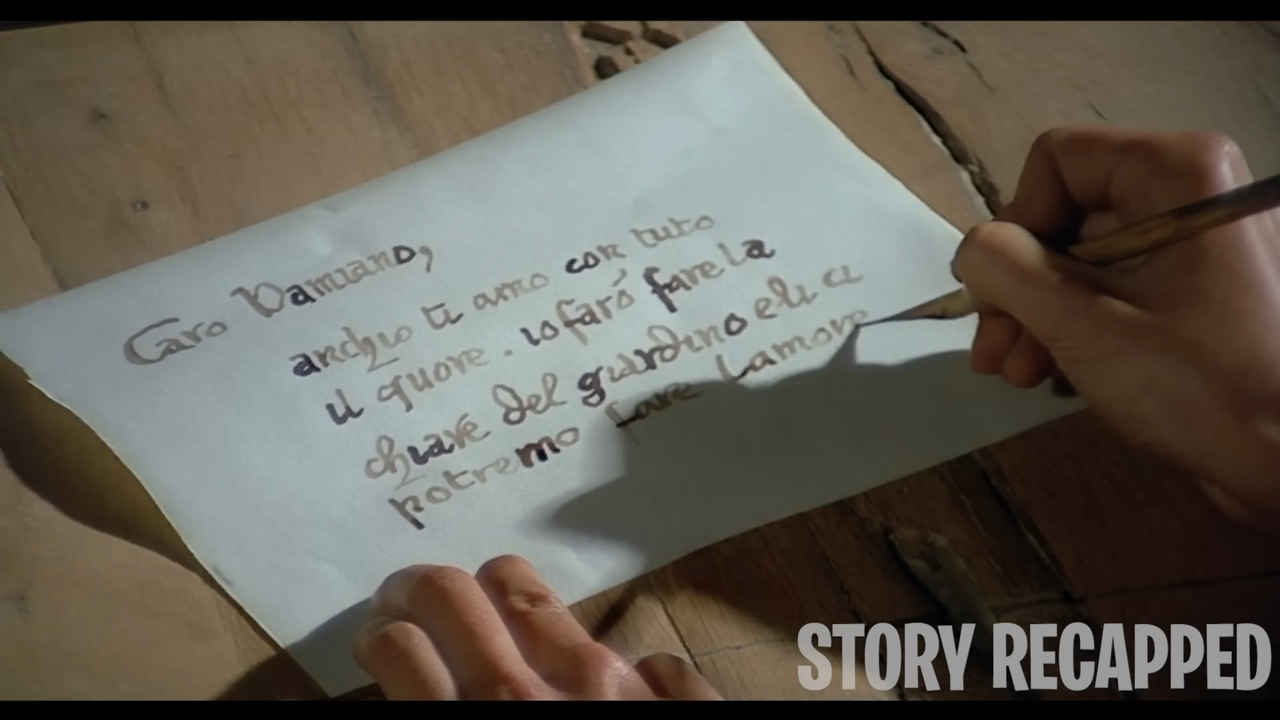 Caro Damiano,
anchio ti amo con tuto
il quore. io faró fare la
chiave del giardino e li ci
potremo fare lamore
STORY RECAPPED